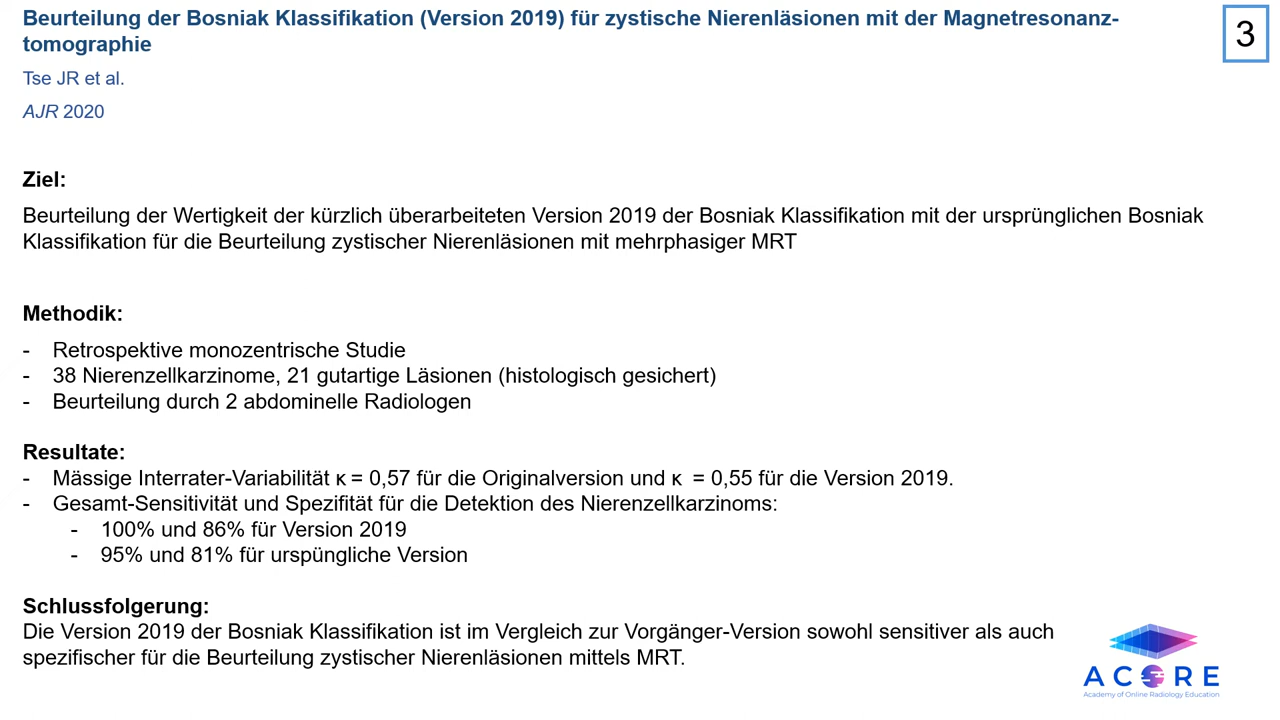 Beurteilung der Bosniak Klassifikation (Version 2019) für zystische Nierenläsionen mit der Magnetresonanz-
tomographie
3
Tse JR et al.
AJR 2020
Ziel:
Beurteilung der Wertigkeit der kürzlich überarbeiteten Version 2019 der Bosniak Klassifikation mit der ursprünglichen Bosniak
Klassifikation für die Beurteilung zystischer Nierenläsionen mit mehrphasiger MRT
Methodik:
- Retrospektive monozentrische Studie
- 38 Nierenzellkarzinome, 21 gutartige Läsionen (histologisch gesichert)
- Beurteilung durch 2 abdominelle Radiologen
Resultate:
- Mässige Interrater-Variabilität κ = 0,57 für die Originalversion und κ = 0,55 für die Version 2019.
- Gesamt-Sensitivität und Spezifität für die Detektion des Nierenzellkarzinoms:
- 100% und 86% für Version 2019
- 95% und 81% für urspüngliche Version
Schlussfolgerung:
Die Version 2019 der Bosniak Klassifikation ist im Vergleich zur Vorgänger-Version sowohl sensitiver als auch
spezifischer für die Beurteilung zystischer Nierenläsionen mittels MRT.
ACORE
Academy of Online Radiology Education